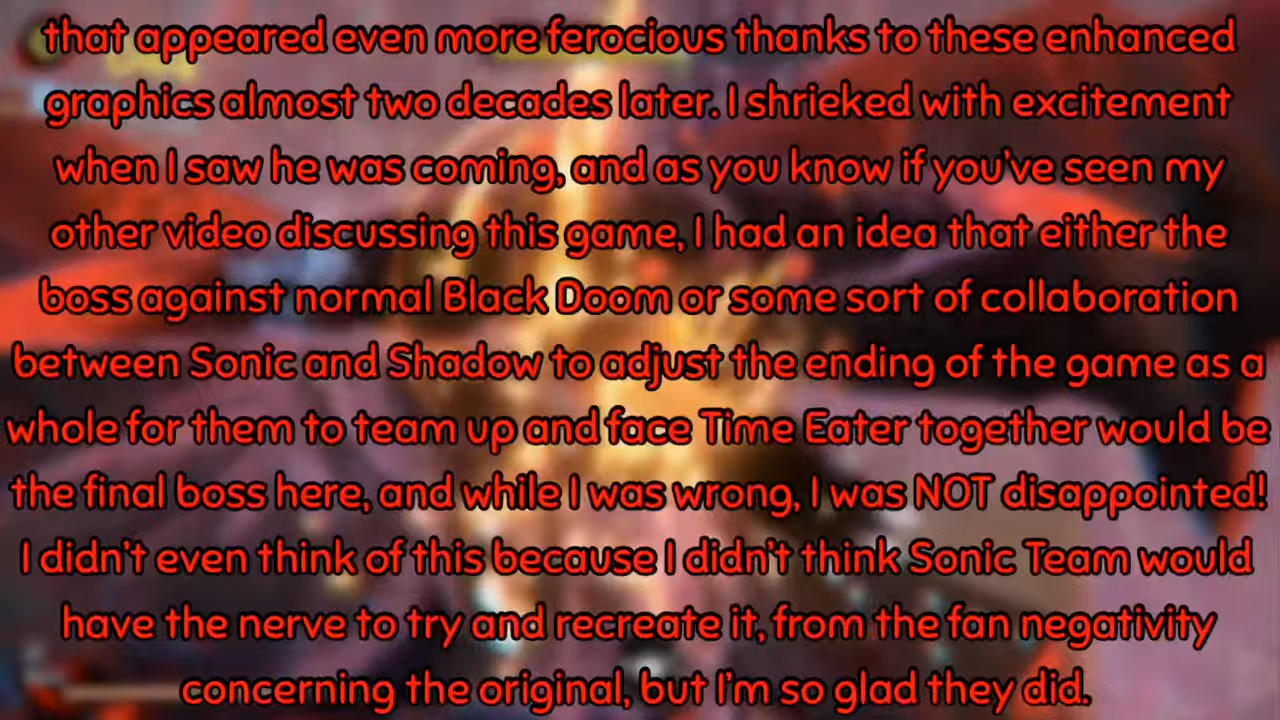 that appeared even more ferocious thanks to these enhanced
graphics almost two decades later. I shrieked with excitement
when I saw he was coming, and as you know if you've seen my
other video discussing this game, I had an idea that either the
boss against normal Black Doom or some sort of collaboration
between Sonic and Shadow to adjust the ending of the game as a
whole for them to team up and face Time Eater together would be
the final boss here, and while I was wrong, I was NOT disappointed!
I didn't even think of this because I didn't think Sonic Team would
have the nerve to try and recreate it, from the fan negativity
concerning the original, but I'm so glad they did.